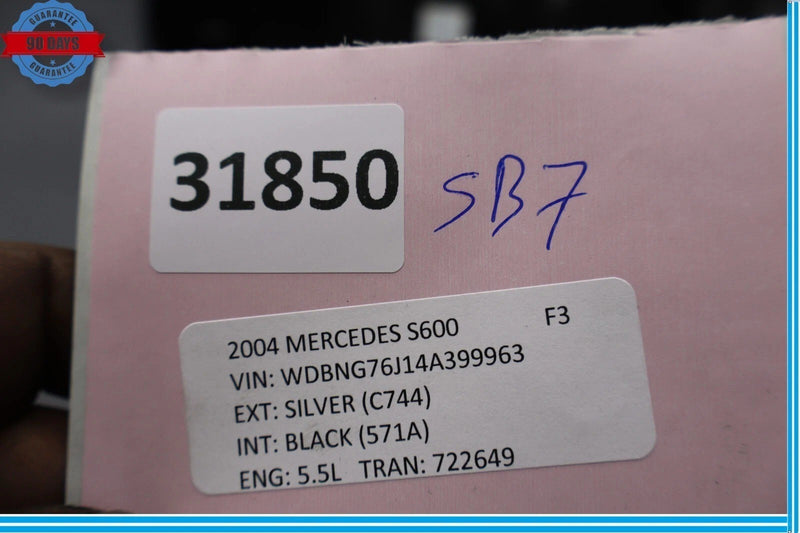 GUARANTEE
90 DAYS
GUARANTEE
31850
SB7
2004 MERCEDES S600 F3
VIN: WDBNG76J14A399963
EXT: SILVER (C744)
INT: BLACK (571A)
ENG: 5.5L TRAN: 722649